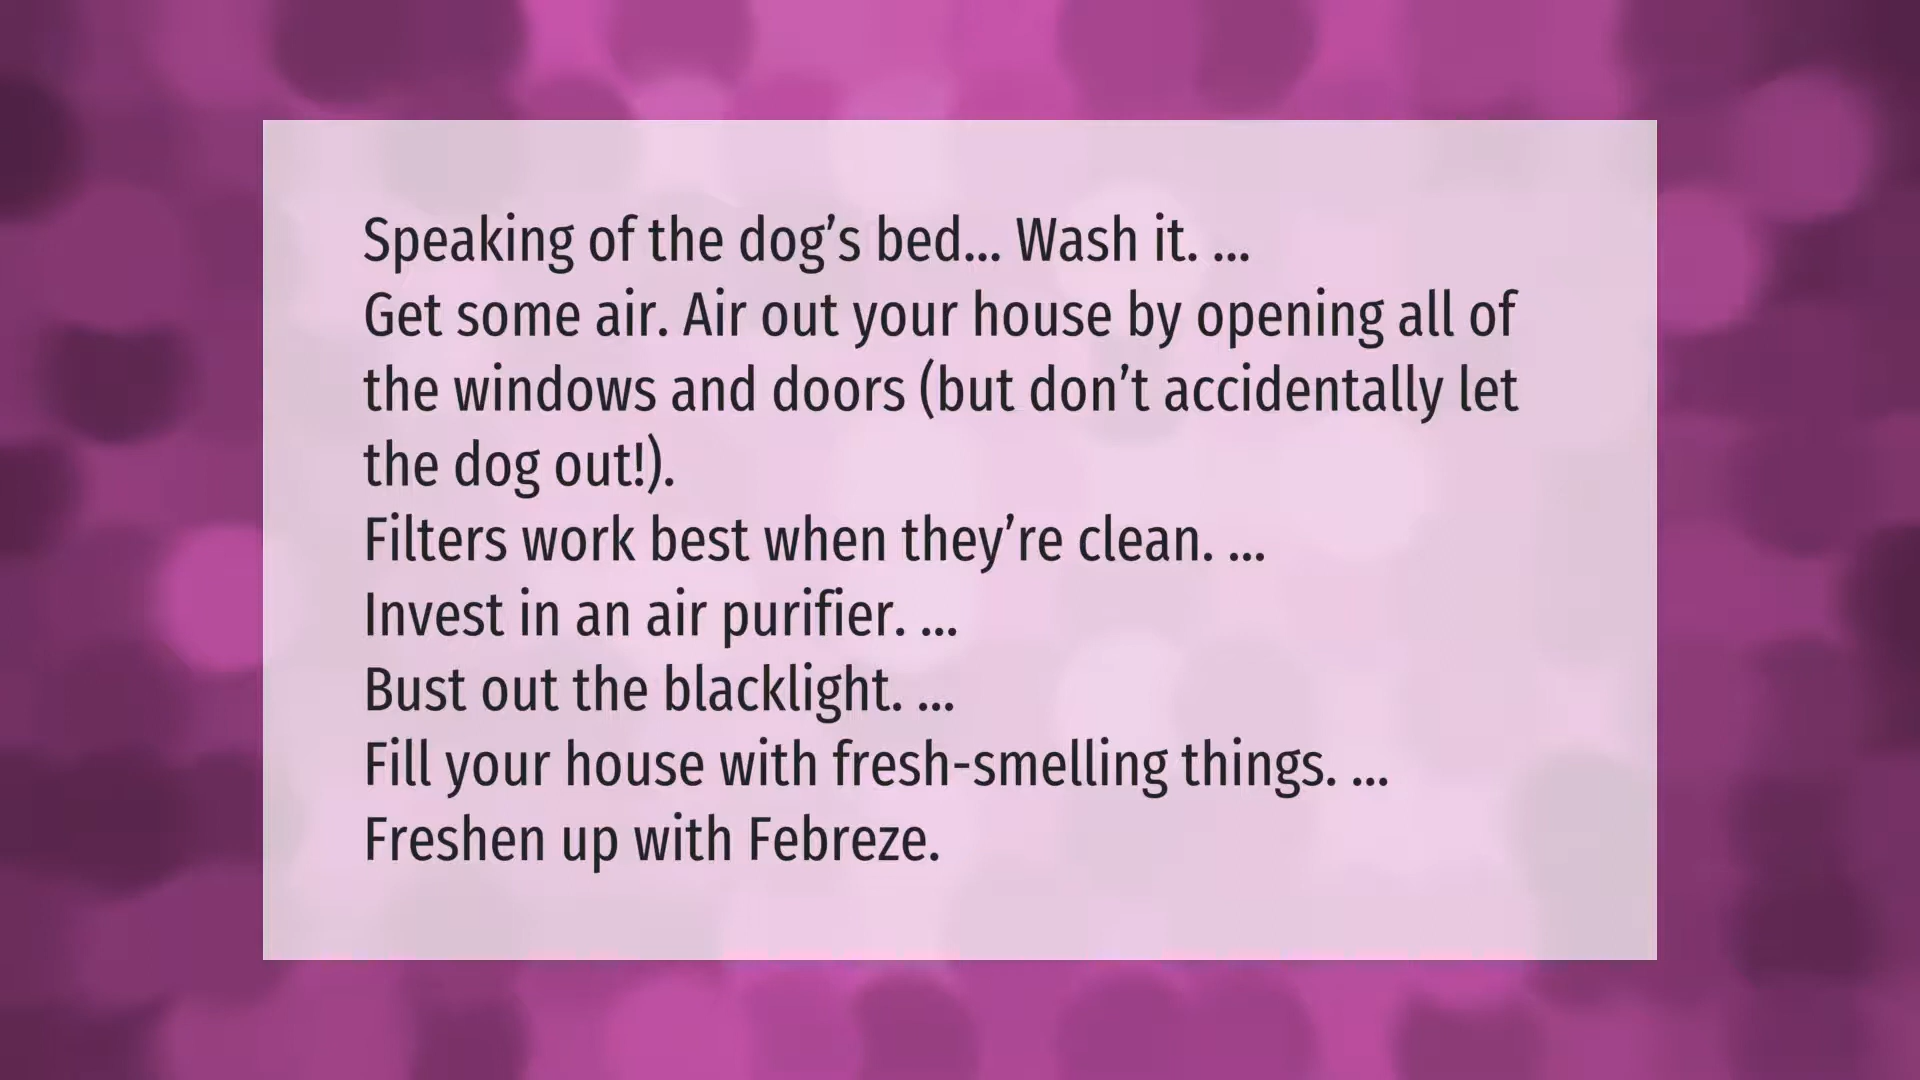 Speaking of the dog’s bed... Wash it. ...
Get some air. Air out your house by opening all of
the windows and doors (but don’t accidentally let
the dog out!).
Filters work best when they’re clean. ...
Invest in an air purifier. ...
Bust out the blacklight. ...
Fill your house with fresh-smelling things. ...
Freshen up with Febreze.